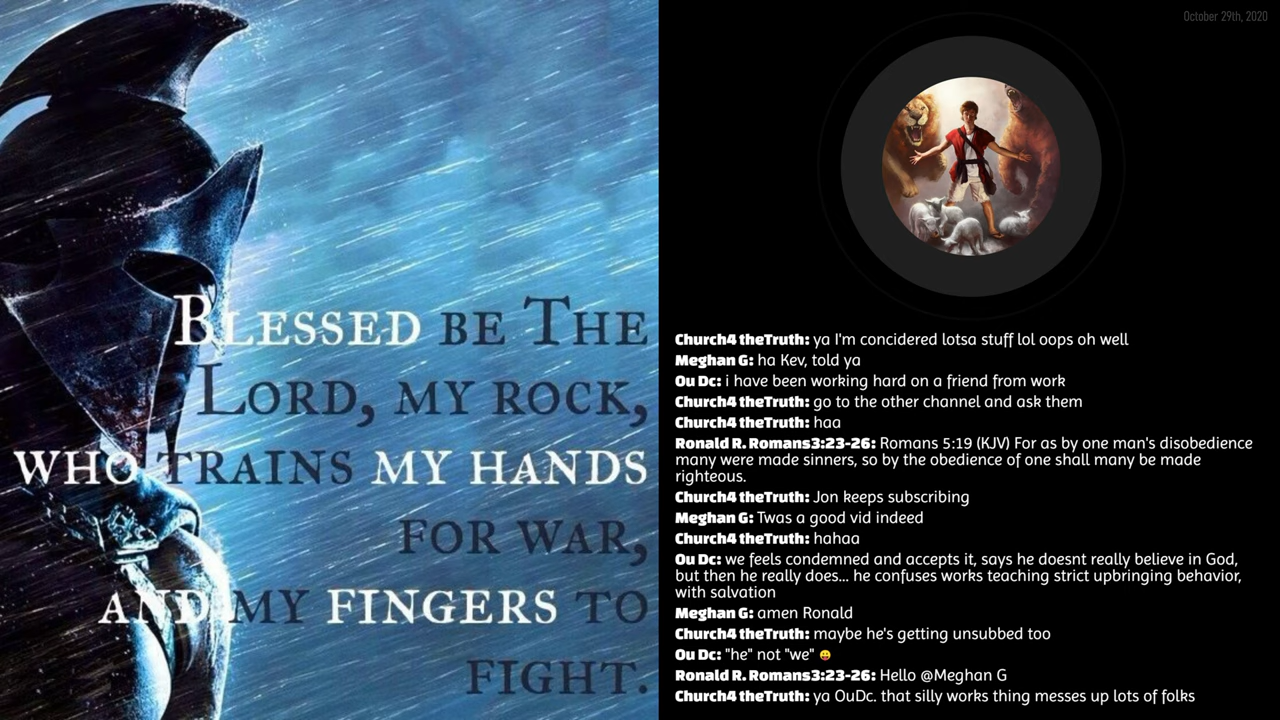 BLESSED BE THE
LORD, MY ROCK,
WHO TRAINS MY HANDS
FOR WAR,
AND MY FINGERS TO
FIGHT.
October 29th, 2020
Church4 theTruth: ya I'm concidered lotsa stuff lol oops oh well
Meghan G: ha Kev, told ya
Ou Dc: i have been working hard on a friend from work
Church4 theTruth: go to the other channel and ask them
Church4 theTruth: haa
Ronald R. Romans3:23-26: Romans 5:19 (KJV) For as by one man's disobedience
many were made sinners, so by the obedience of one shall many be made
righteous.
Church4 theTruth: Jon keeps subscribing
Meghan G: Twas a good vid indeed
Church4 theTruth: hahaa
Ou Dc: we feels condemned and accepts it, says he doesnt really believe in God,
but then he really does... he confuses works teaching strict upbringing behavior,
with salvation
Meghan G: amen Ronald
Church4 theTruth: maybe he's getting unsubbed too
Ou Dc: "he" not "we" 😛
Ronald R. Romans3:23-26: Hello @Meghan G
Church4 theTruth: ya OuDc. that silly works thing messes up lots of folks